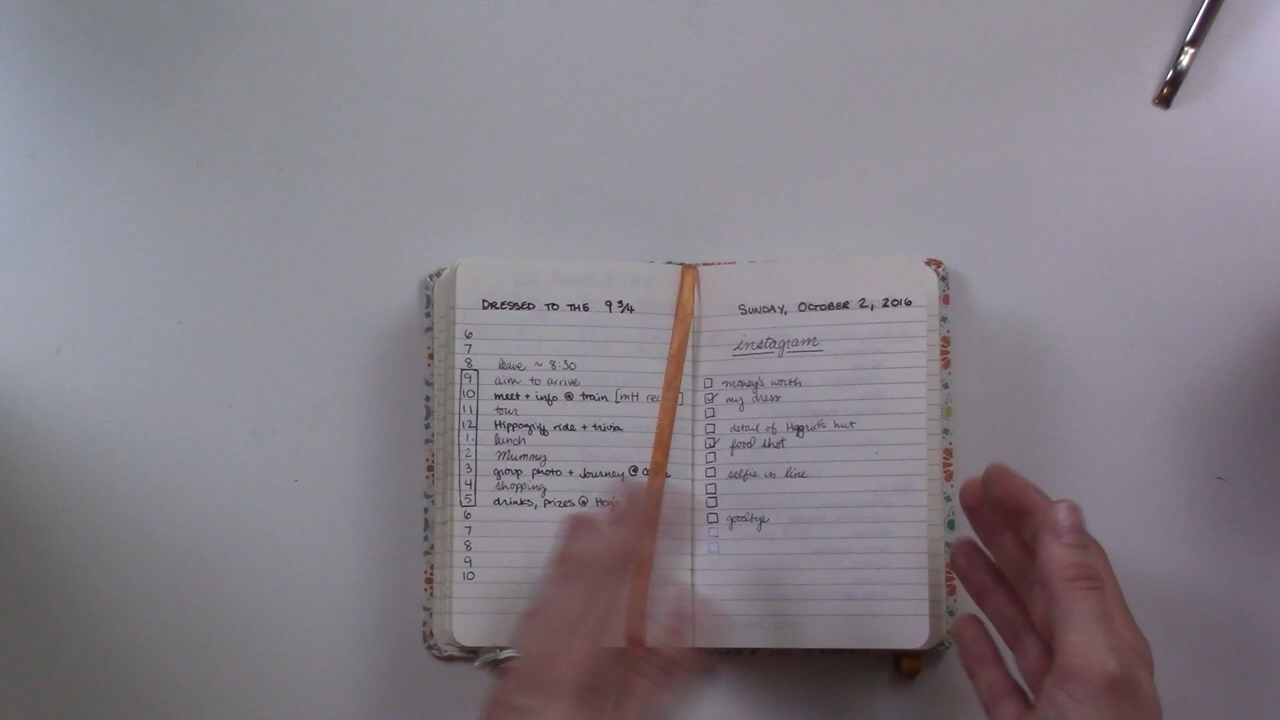 DRESSED TO THE 9 3/4
6
7
8 leave ~ 8:30
9 aim to arrive
10 meet + info @ train [mH
11 tour
12 Hippogriff ride + trivia
1 lunch
2 Mummy
3 group photo + Journey @
4 shopping
5 drinks, prizes @
6
7
8
9
10
SUNDAY, OCTOBER 2, 2016
instagram
money's worth
my dress
detail of hut
food shot
selfie in line
goodbye